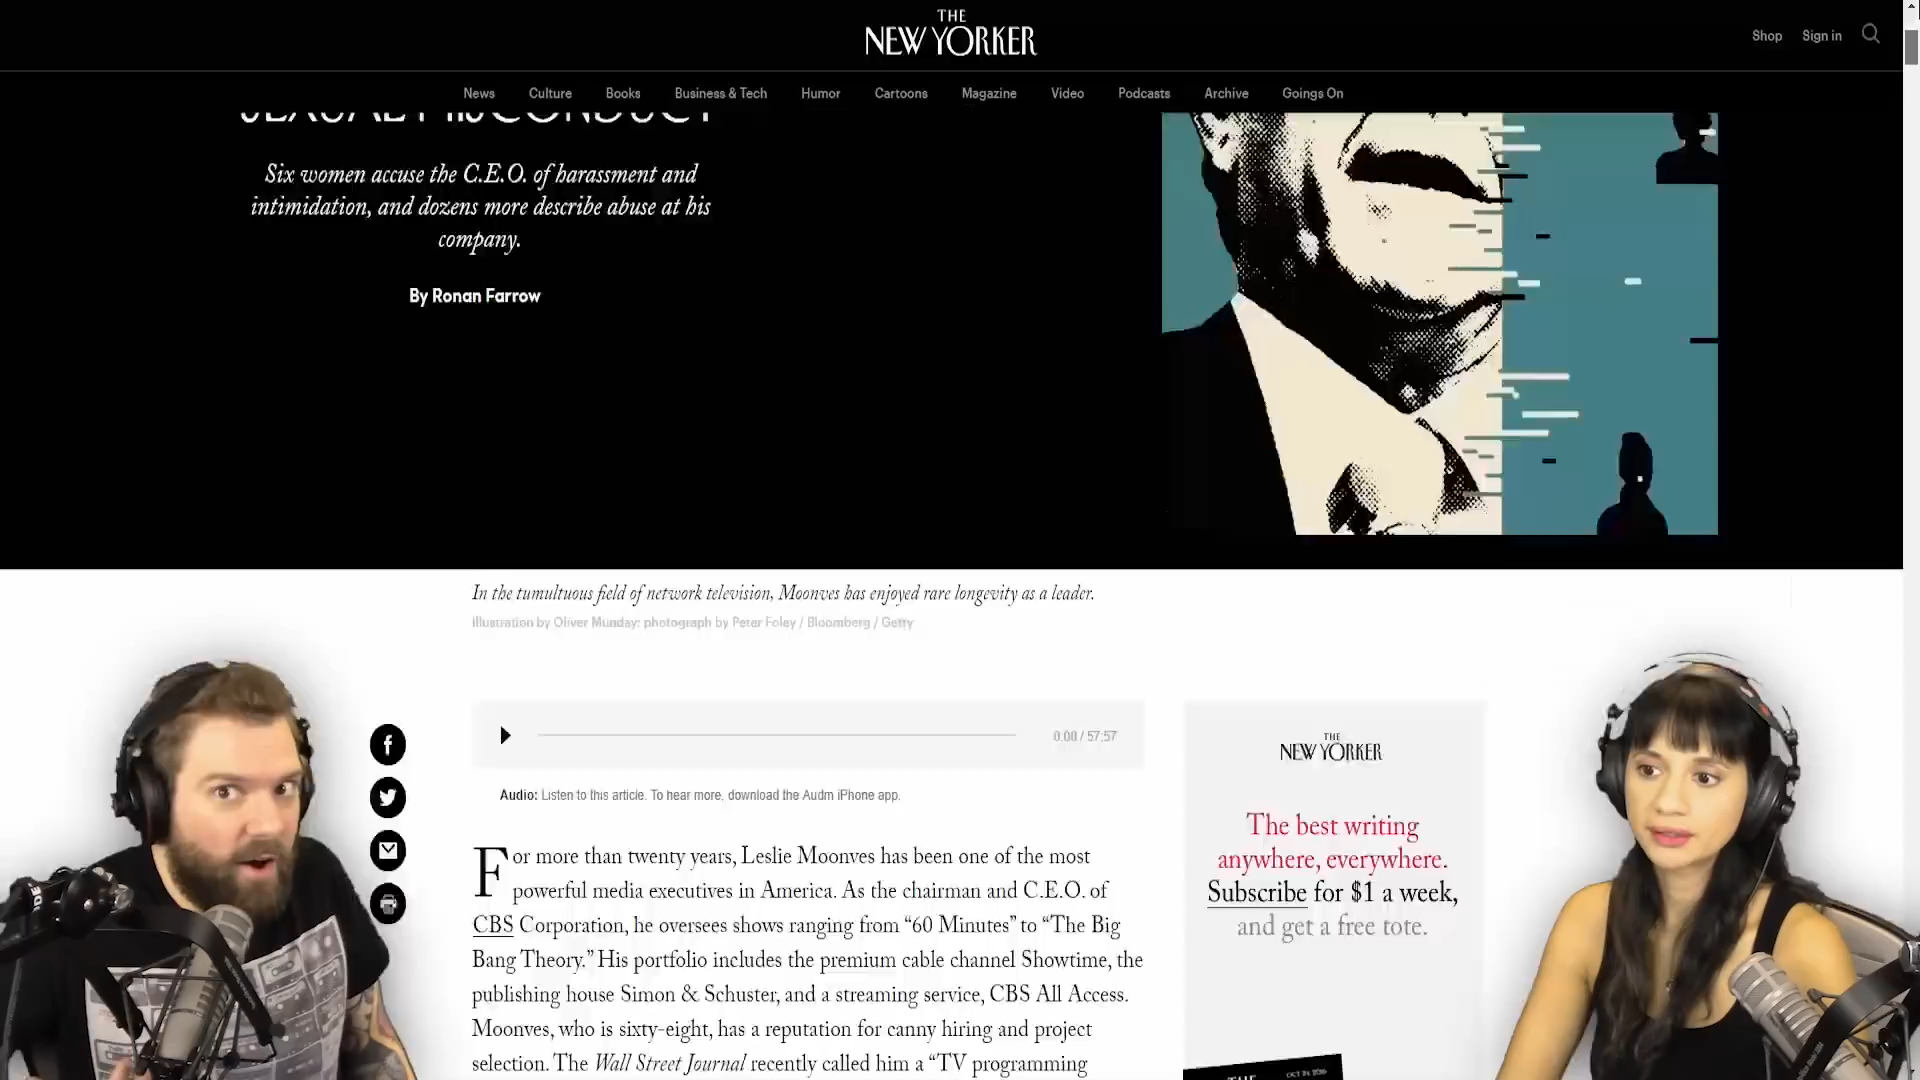 THE
NEW YORKER
Shop
Sign in
News
Culture
Books
Business & Tech
Humor
Cartoons
Magazine
Video
Podcasts
Archive
Goings On
SEXUAL MISCONDUCT
Six women accuse the C.E.O. of harassment and
intimidation, and dozens more describe abuse at his
company.
By Ronan Farrow
In the tumultuous field of network television, Moonves has enjoyed rare longevity as a leader.
Illustration by Oliver Munday; photograph by Peter Foley / Bloomberg / Getty
0:00 / 57:57
Audio: Listen to this article. To hear more, download the Audm iPhone app.
For more than twenty years, Leslie Moonves has been one of the most
powerful media executives in America. As the chairman and C.E.O. of
CBS Corporation, he oversees shows ranging from “60 Minutes” to “The Big
Bang Theory.” His portfolio includes the premium cable channel Showtime, the
publishing house Simon & Schuster, and a streaming service, CBS All Access.
Moonves, who is sixty-eight, has a reputation for canny hiring and project
selection. The Wall Street Journal recently called him a “TV programming
THE
NEW YORKER
The best writing
anywhere, everywhere.
Subscribe for $1 a week,
and get a free tote.
THE
RODE